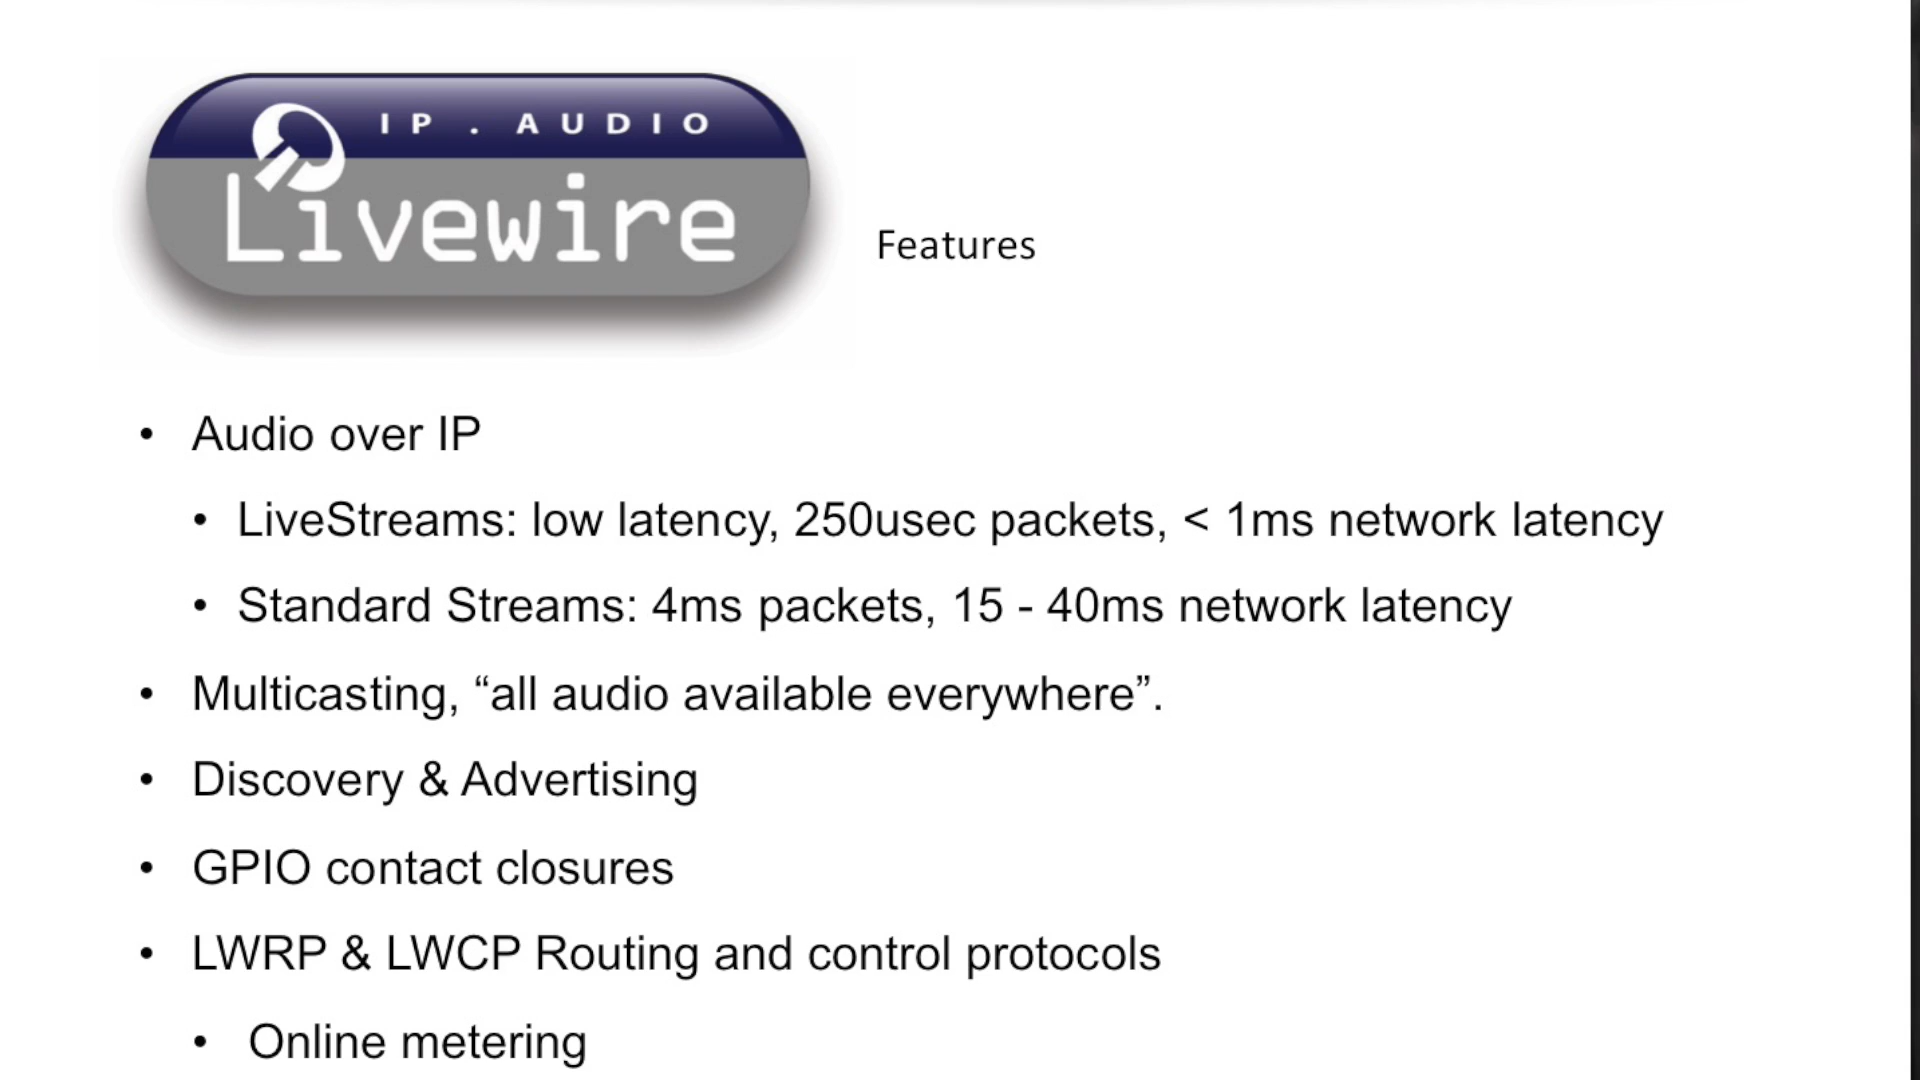 IP . AUDIO
Livewire
Features
• Audio over IP
• LiveStreams: low latency, 250usec packets, < 1ms network latency
• Standard Streams: 4ms packets, 15 - 40ms network latency
• Multicasting, “all audio available everywhere”.
• Discovery & Advertising
• GPIO contact closures
• LWRP & LWCP Routing and control protocols
• Online metering